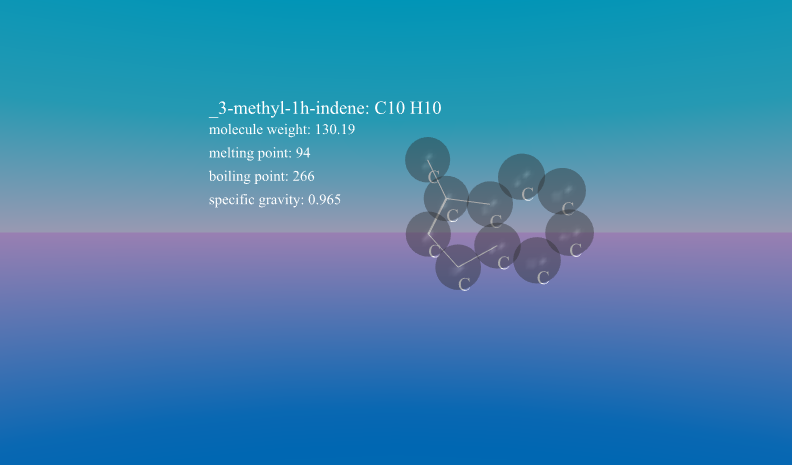 _3-methyl-1h-indene: C10 H10
molecule weight: 130.19
melting point: 94
boiling point: 266
specific gravity: 0.965
C
C
C
C
C
C
C
C
C
C